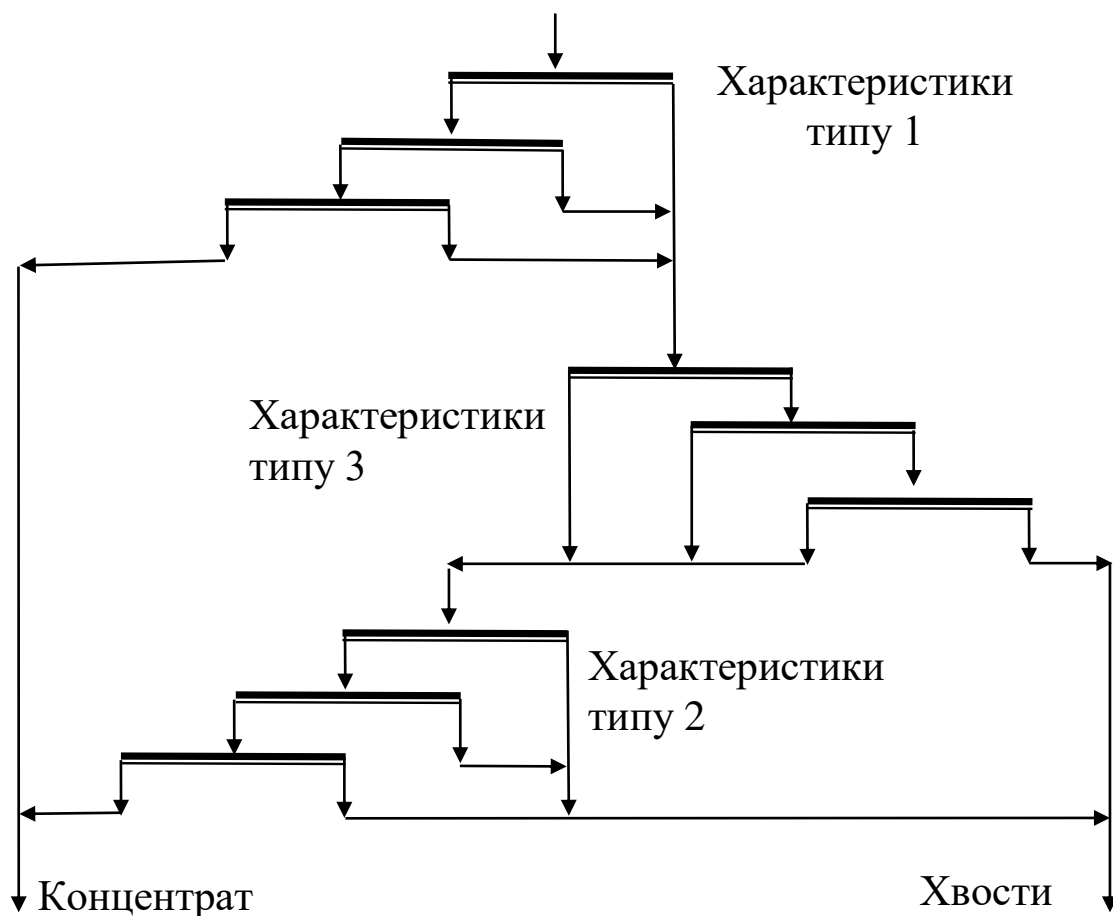 Характеристики
типу 1
Характеристики
типу 3
Характеристики
типу 2
Концентрат
Хвости